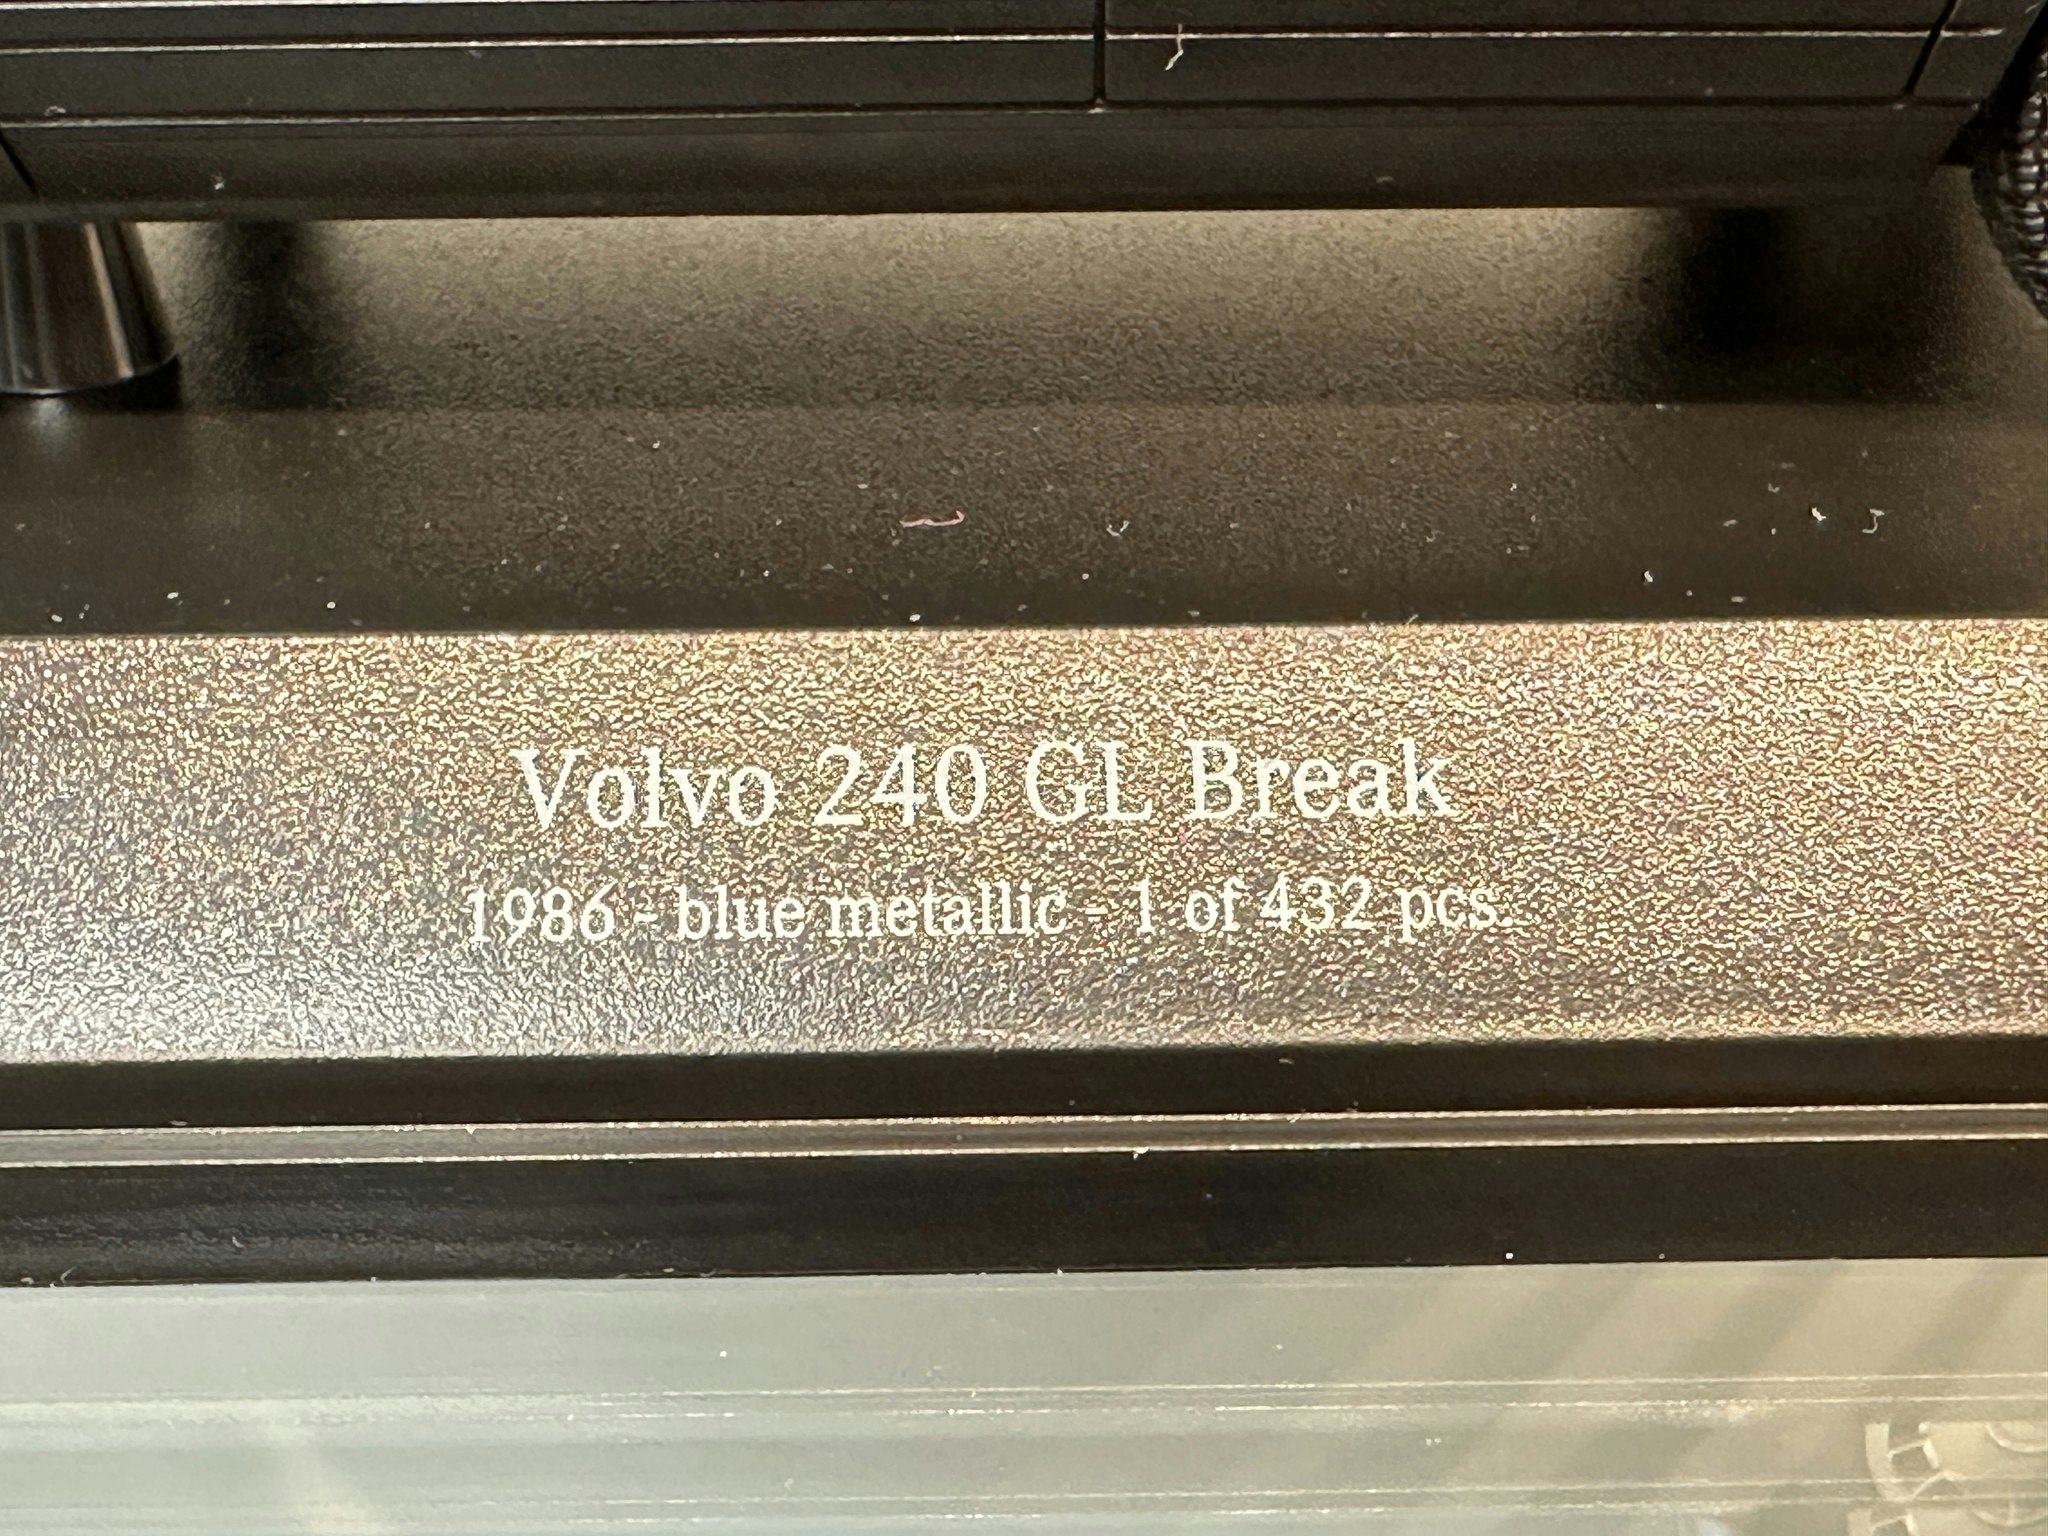 Volvo 240 GL Break
1986 - blue metallic - 1 of 432 pcs.